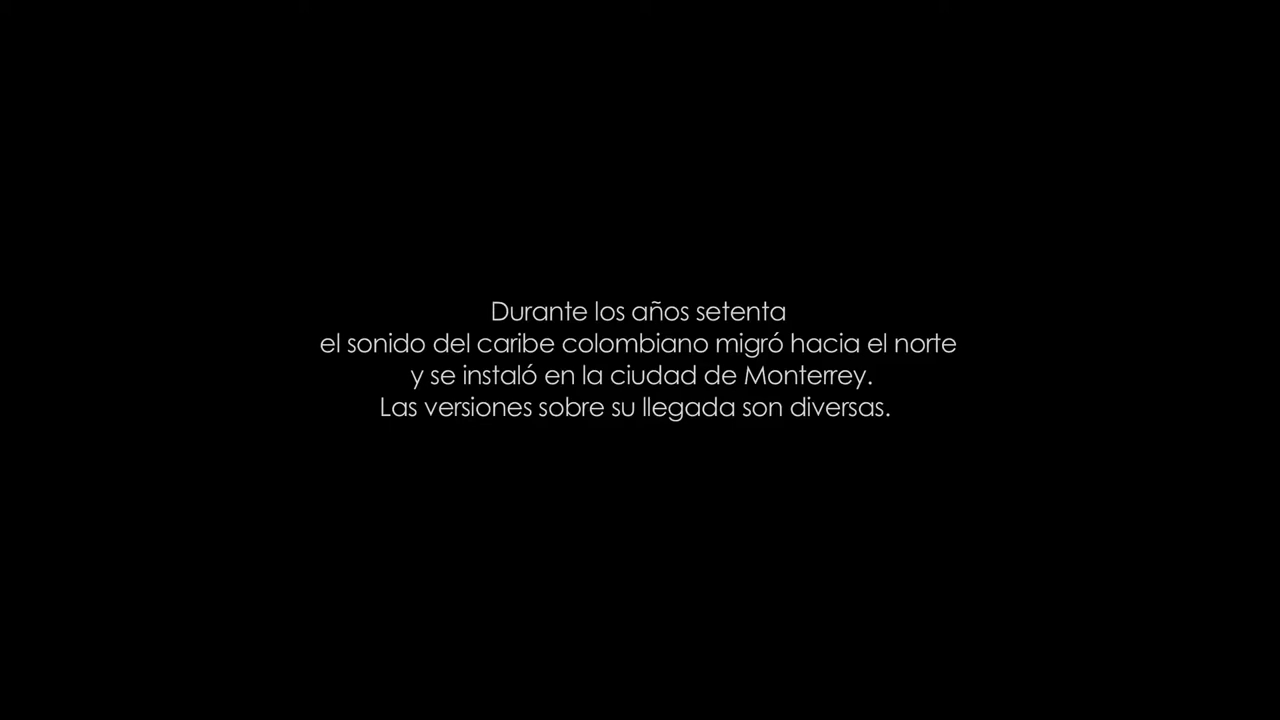 Durante los años setenta
el sonido del caribe colombiano migró hacia el norte
y se instaló en la ciudad de Monterrey.
Las versiones sobre su llegada son diversas.